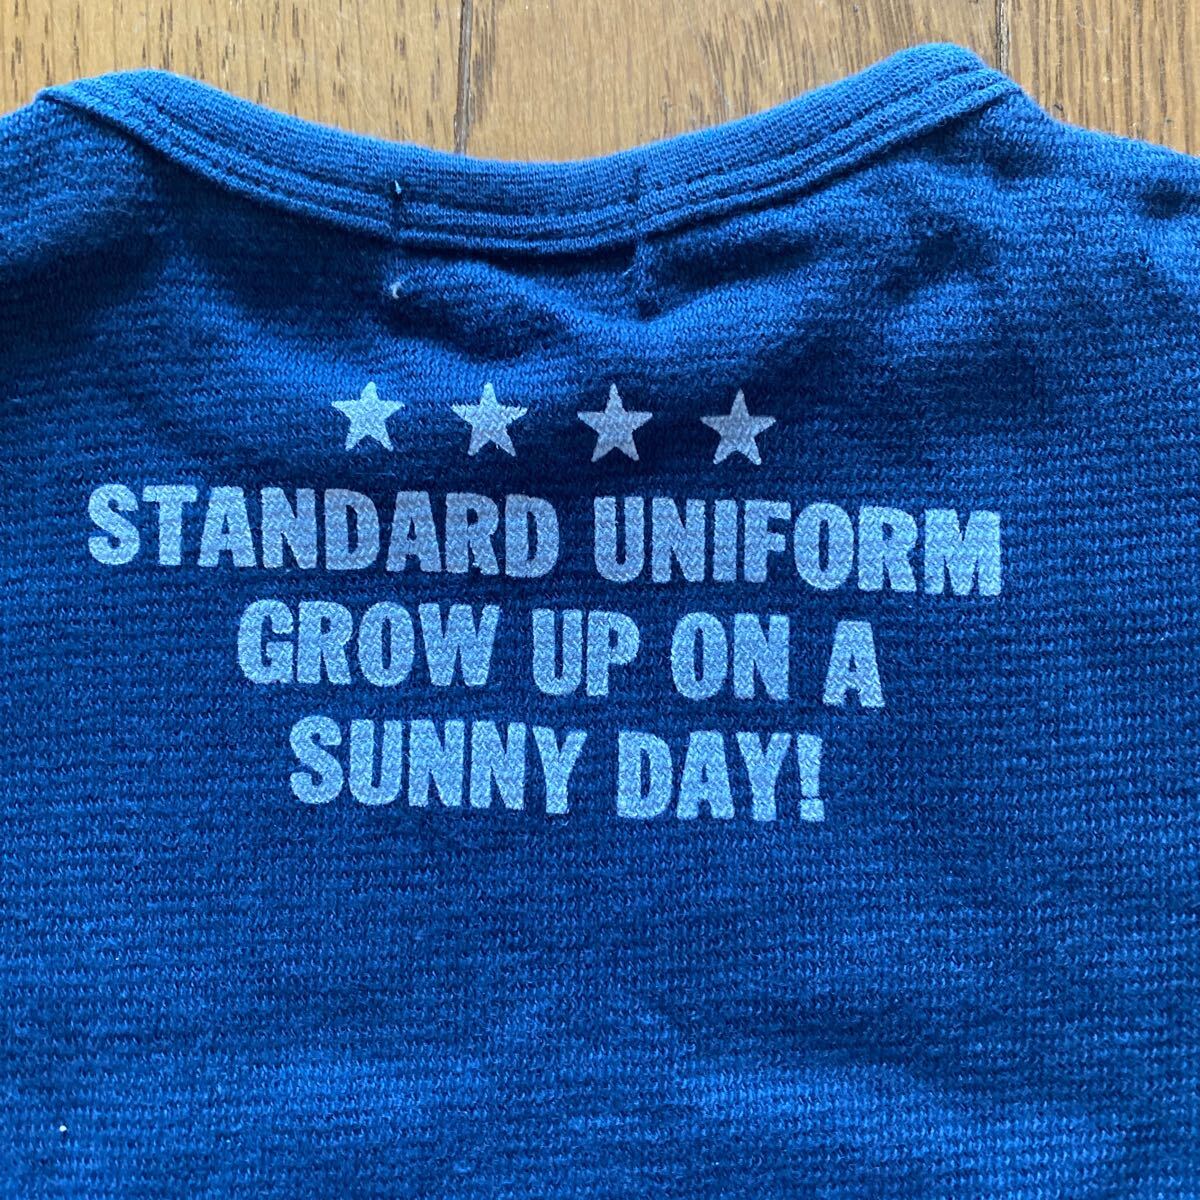 STANDARD UNIFORM
GROW UP ON A
SUNNY DAY!